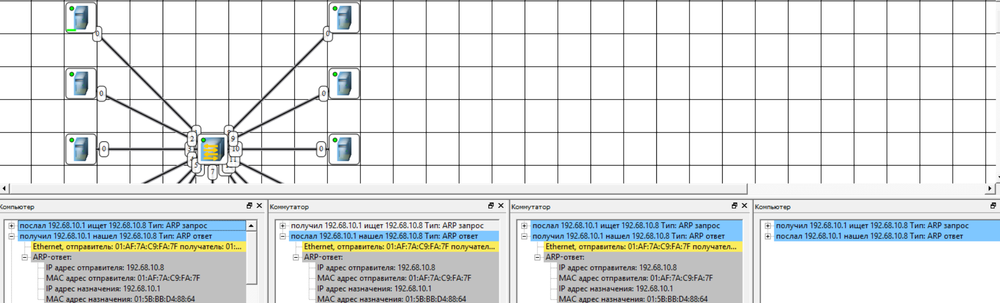 0
0
0
0
2
9
0
3
10
0
11
5
7
Компьютер
послал 192.68.10.1 ищет 192.68.10.8 Тип: ARP запрос
получил 192.68.10.1 нашел 192.68.10.8 Тип: ARP ответ
Ethernet, отправитель: 01:AF:7A:C9:FA:7F получатель: 01:...
ARP-ответ:
IP адрес отправителя: 192.68.10.8
MAC адрес отправителя: 01:AF:7A:C9:FA:7F
IP адрес назначения: 192.68.10.1
MAC адрес назначения: 01:5B:BB:D4:88:64
Коммутатор
получил 192.68.10.1 ищет 192.68.10.8 Тип: ARP запрос
послал 192.68.10.1 нашел 192.68.10.8 Тип: ARP ответ
Ethernet, отправитель: 01:AF:7A:C9:FA:7F получател...
ARP-ответ:
IP адрес отправителя: 192.68.10.8
MAC адрес отправителя: 01:AF:7A:C9:FA:7F
IP адрес назначения: 192.68.10.1
MAC адрес назначения: 01:5B:BB:D4:88:64
Коммутатор
послал 192.68.10.1 ищет 192.68.10.8 Тип: ARP запрос
получил 192.68.10.1 нашел 192.68.10.8 Тип: ARP ответ
Ethernet, отправитель: 01:AF:7A:C9:FA:7F получател...
ARP-ответ:
IP адрес отправителя: 192.68.10.8
MAC адрес отправителя: 01:AF:7A:C9:FA:7F
IP адрес назначения: 192.68.10.1
MAC адрес назначения: 01:5B:BB:D4:88:64
Компьютер
получил 192.68.10.1 ищет 192.68.10.8 Тип: ARP запрос
послал 192.68.10.1 нашел 192.68.10.8 Тип: ARP ответ